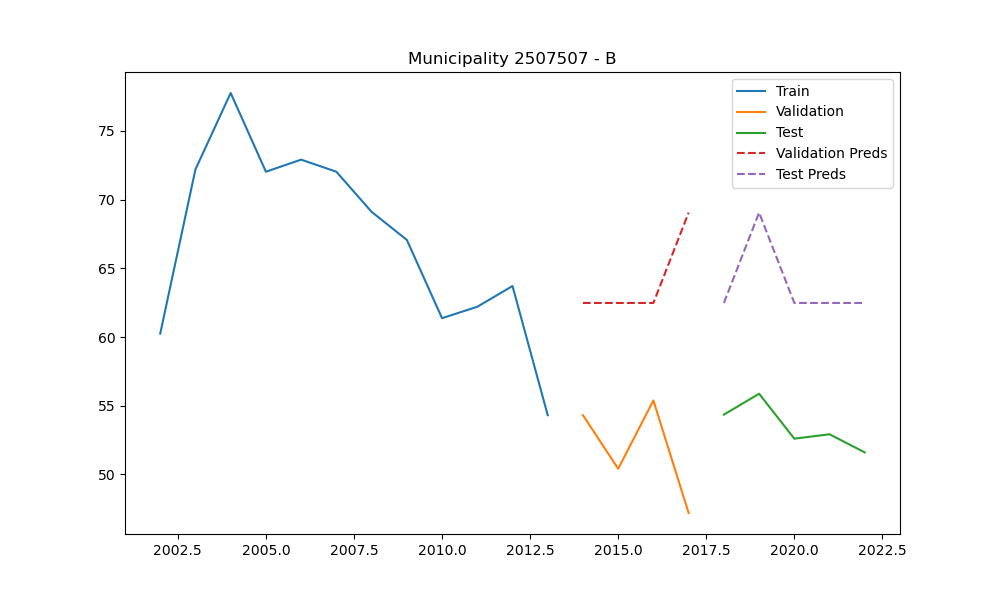 Municipality 2507507 - B
Train
Validation
Test
Validation Preds
Test Preds
75
70
65
60
55
50
2002.5 2005.0 2007.5 2010.0 2012.5 2015.0 2017.5 2020.0 2022.5